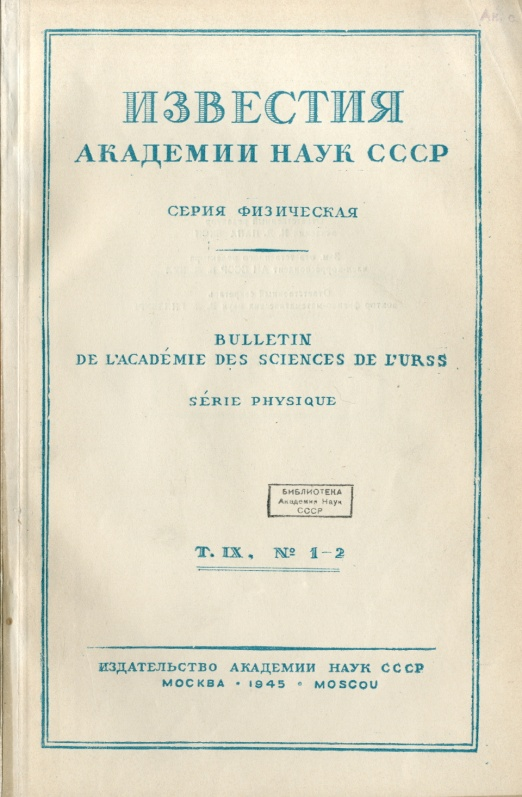 ИЗВЕСТИЯ
АКАДЕМИИ НАУК СССР
СЕРИЯ ФИЗИЧЕСКАЯ
BULLETIN
DE L'ACADÉMIE DES SCIENCES DE L'URSS
SÉRIE PHYSIQUE
БИБЛИОТЕКА
Академии Наук
СССР
Т. IX, № 1–2
ИЗДАТЕЛЬСТВО АКАДЕМИИ НАУК СССР
МОСКВА • 1945 • MOSCOU